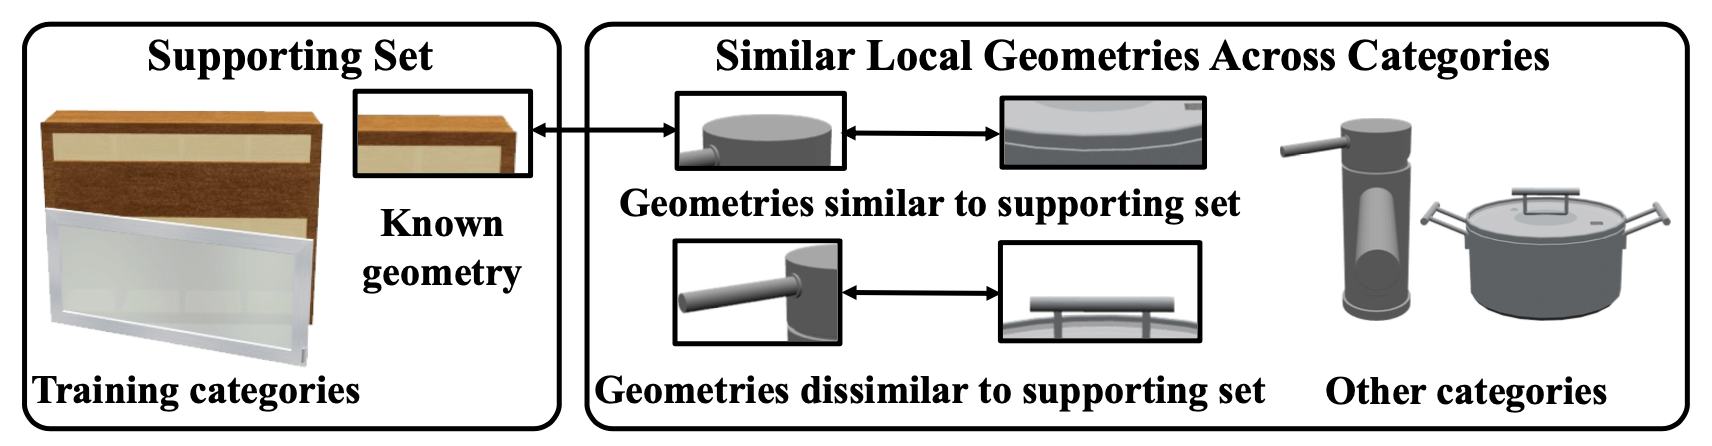 Supporting Set
Known
geometry
Training categories
Similar Local Geometries Across Categories
Geometries similar to supporting set
Geometries dissimilar to supporting set
Other categories